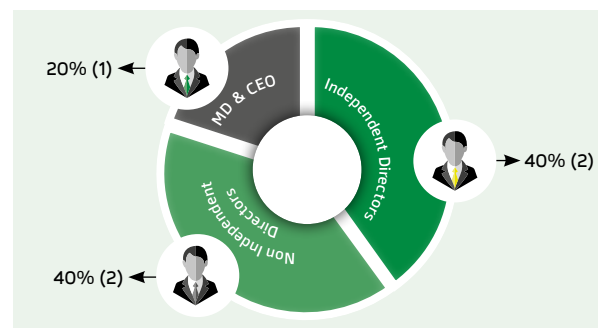 20% (1)
MD & CEO
Independent Directors
40% (2)
Non Independent
Directors
40% (2)